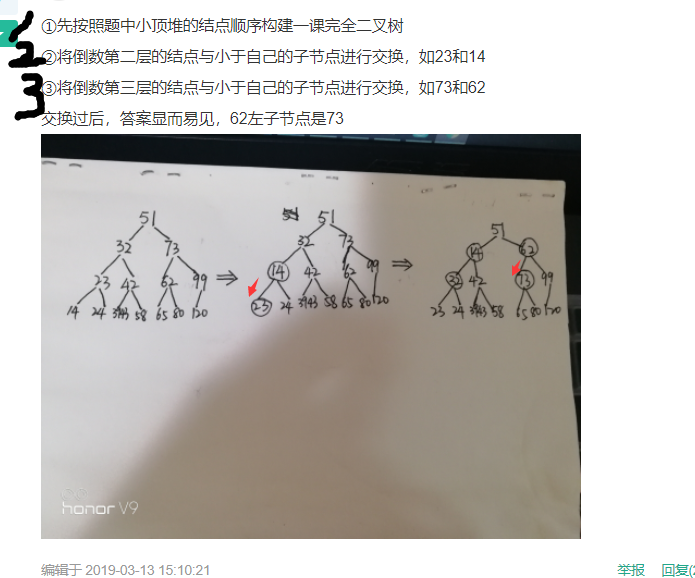 1
2
3
①先按照题中小顶堆的结点顺序构建一课完全二叉树
②将倒数第二层的结点与小于自己的子节点进行交换，如23和14
③将倒数第三层的结点与小于自己的子节点进行交换，如73和62
交换过后，答案显而易见，62左子节点是73
51 51 51
32 73 32 73 14 62
23 42 62 99 ⇒ 14 42 62 99 ⇒ 32 42 73 99
14 24 39 43 58 65 80 120 23 24 39 43 58 65 80 120 23 24 39 43 58 65 80 120
honor V9
编辑于 2019-03-13 15:10:21 举报 回复